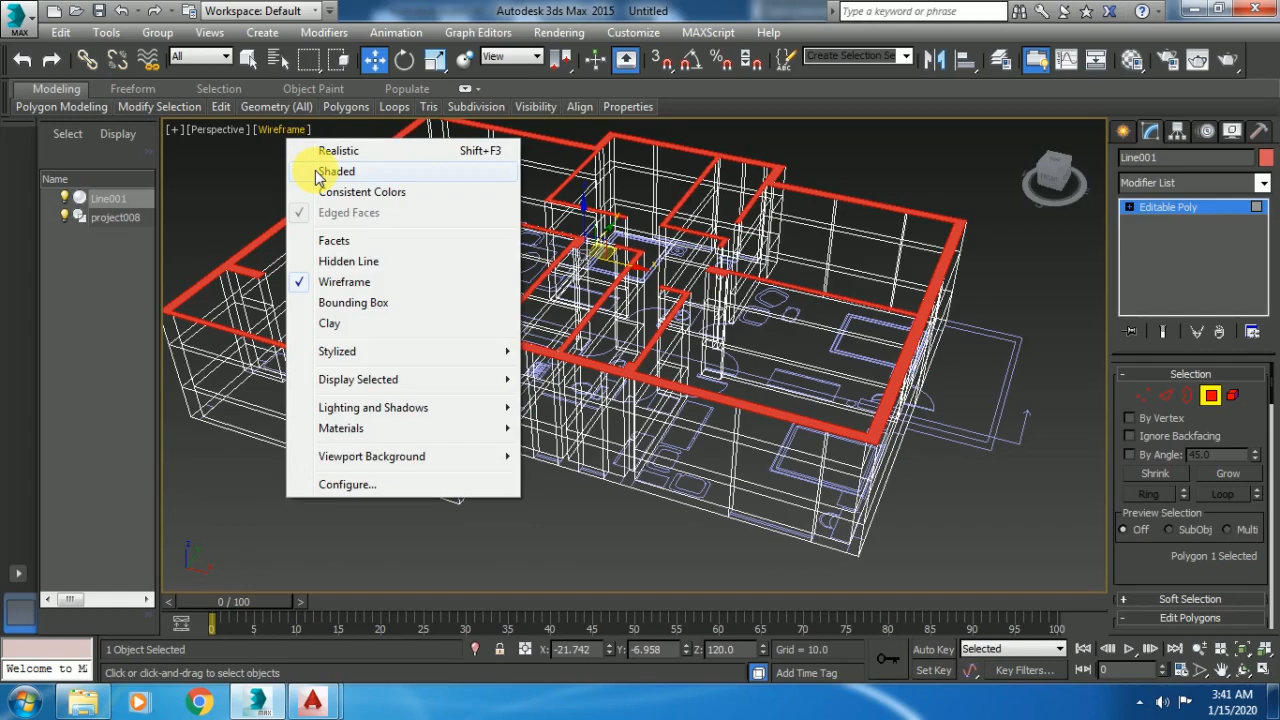 MAX
Workspace: Default
Autodesk 3ds Max 2015 Untitled
Type a keyword or phrase
Edit Tools Group Views Create Modifiers Animation Graph Editors Rendering Customize MAXScript Help
All
View
Create Selection Se
Modeling Freeform Selection Object Paint Populate
Polygon Modeling Modify Selection Edit Geometry (All) Polygons Loops Tris Subdivision Visibility Align Properties
Select Display
Name
Line001
project008
[+] [Perspective] [Wireframe]
Realistic Shift+F3
Shaded
Consistent Colors
Edged Faces
Facets
Hidden Line
Wireframe
Bounding Box
Clay
Stylized
Display Selected
Lighting and Shadows
Materials
Viewport Background
Configure...
Line001
Modifier List
Editable Poly
- Selection
By Vertex
Ignore Backfacing
By Angle: 45.0
Shrink Grow
Ring Loop
Preview Selection
Off SubObj Multi
Polygon 1 Selected
+ Soft Selection
- Edit Polygons
< 0 / 100 >
0 5 10 15 20 25 30 35 40 45 50 55 60 65 70 75 80 85 90 95 100
1 Object Selected X: -21.742 Y: -6.958 Z: 120.0 Grid = 10.0 Auto Key Selected
Welcome to M Click or click-and-drag to select objects Add Time Tag Set Key Key Filters... 0
3:41 AM
1/15/2020